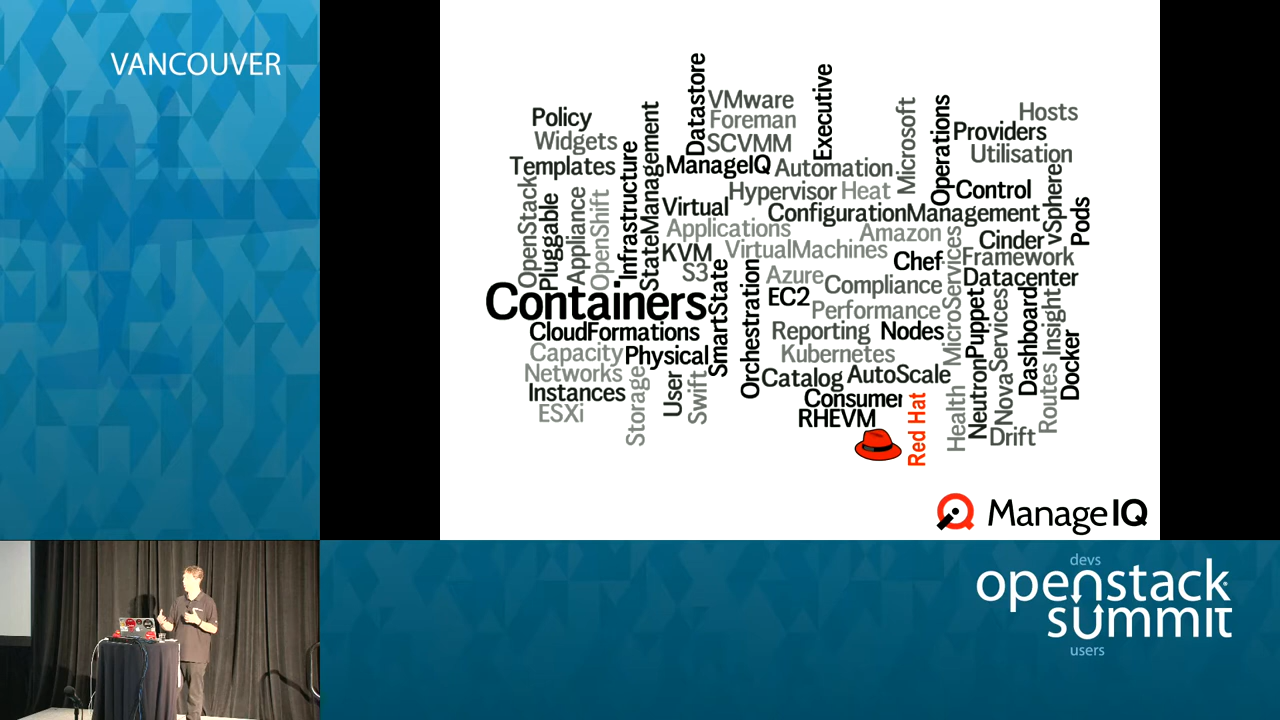 VANCOUVER
Datastore
VMware
Executive
Policy
Foreman
Microsoft
Operations
Hosts
Widgets
StateManagement
SCVMM
Providers
Templates
Infrastructure
ManageIQ
Automation
Utilisation
OpenStack
Pluggable
Appliance
OpenShift
Virtual
Hypervisor
Heat
Control
vSphere
Pods
Applications
ConfigurationManagement
KVM
VirtualMachines
Amazon
Cinder
S3
Azure
Chef
Framework
Containers
SmartState
Orchestration
EC2
Compliance
MicroServices
Datacenter
CloudFormations
Performance
Puppet
Services
Dashboard
Insight
Docker
Capacity
Physical
Reporting
Nodes
Networks
Kubernetes
Instances
Storage
User
Swift
Catalog
AutoScale
ESXi
Consumer
RHEVM
Red Hat
Health
Neutron
Nova
Routes
Drift
ManageIQ
devs
openstack
summit
users